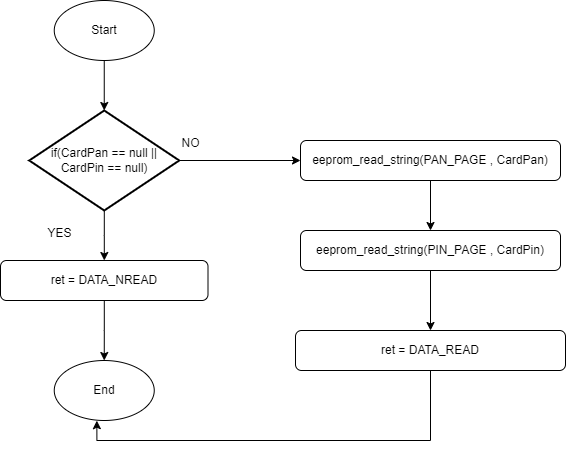 Start
if(CardPan == null ||
CardPin == null)
NO
eeprom_read_string(PAN_PAGE , CardPan)
YES
eeprom_read_string(PIN_PAGE , CardPin)
ret = DATA_NREAD
ret = DATA_READ
End